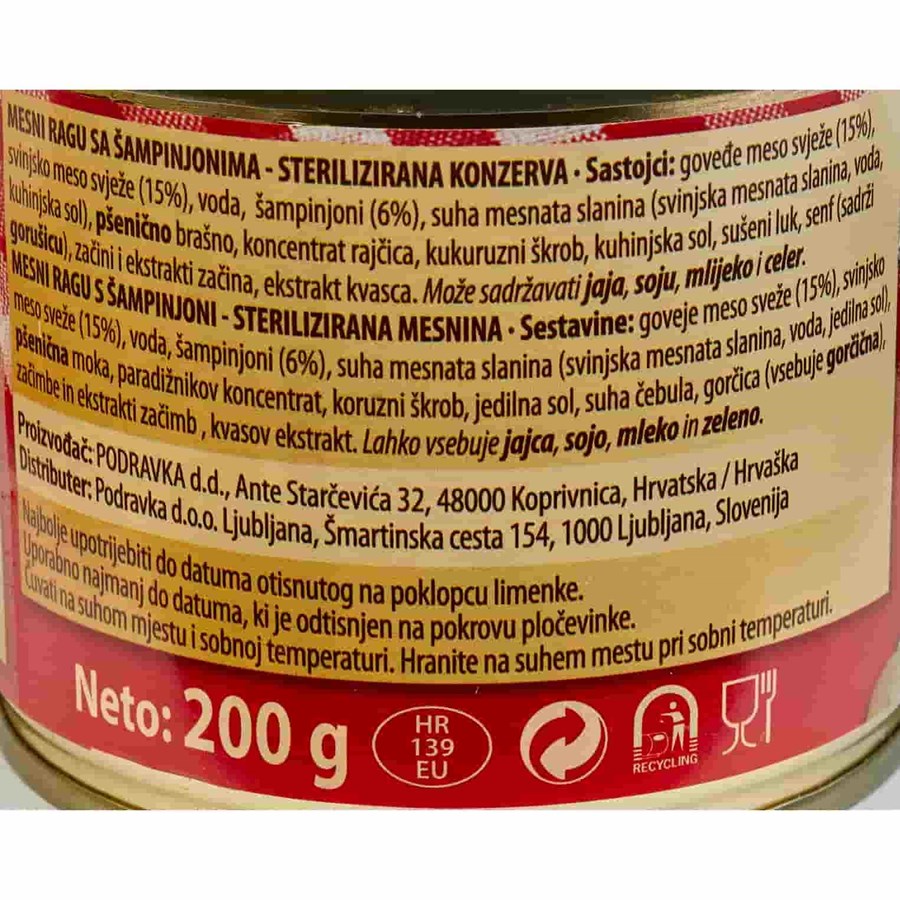 MESNI RAGU SA ŠAMPINJONIMA - STERILIZIRANA KONZERVA · Sastojci: goveđe meso svježe (15%),
svinjsko meso svježe (15%), voda, šampinjoni (6%), suha mesnata slanina (svinjska mesnata slanina, voda,
kuhinjska sol), pšenično brašno, koncentrat rajčica, kukuruzni škrob, kuhinjska sol, sušeni luk, senf (sadrži
gorušicu), začini i ekstrakti začina, ekstrakt kvasca. Može sadržavati jaja, soju, mlijeko i celer.
MESNI RAGU S ŠAMPINJONI - STERILIZIRANA MESNINA · Sestavine: goveje meso sveže (15%), svinjsko
meso sveže (15%), voda, šampinjoni (6%), suha mesnata slanina (svinjska mesnata slanina, voda, jedilna sol),
pšenična moka, paradižnikov koncentrat, koruzni škrob, jedilna sol, suha čebula, gorčica (vsebuje gorčična),
začimbe in ekstrakti začimb , kvasov ekstrakt. Lahko vsebuje jajca, sojo, mleko in zeleno.
Proizvođač: PODRAVKA d.d., Ante Starčevića 32, 48000 Koprivnica, Hrvatska / Hrvaška
Distributer: Podravka d.o.o. Ljubljana, Šmartinska cesta 154, 1000 Ljubljana, Slovenija
Najbolje upotrijebiti do datuma otisnutog na poklopcu limenke.
Uporabno najmanj do datuma, ki je odtisnjen na pokrovu pločevinke.
Čuvati na suhom mjestu i sobnoj temperaturi. Hranite na suhem mestu pri sobni temperaturi.
Neto: 200 g
HR
139
EU
RECYCLING